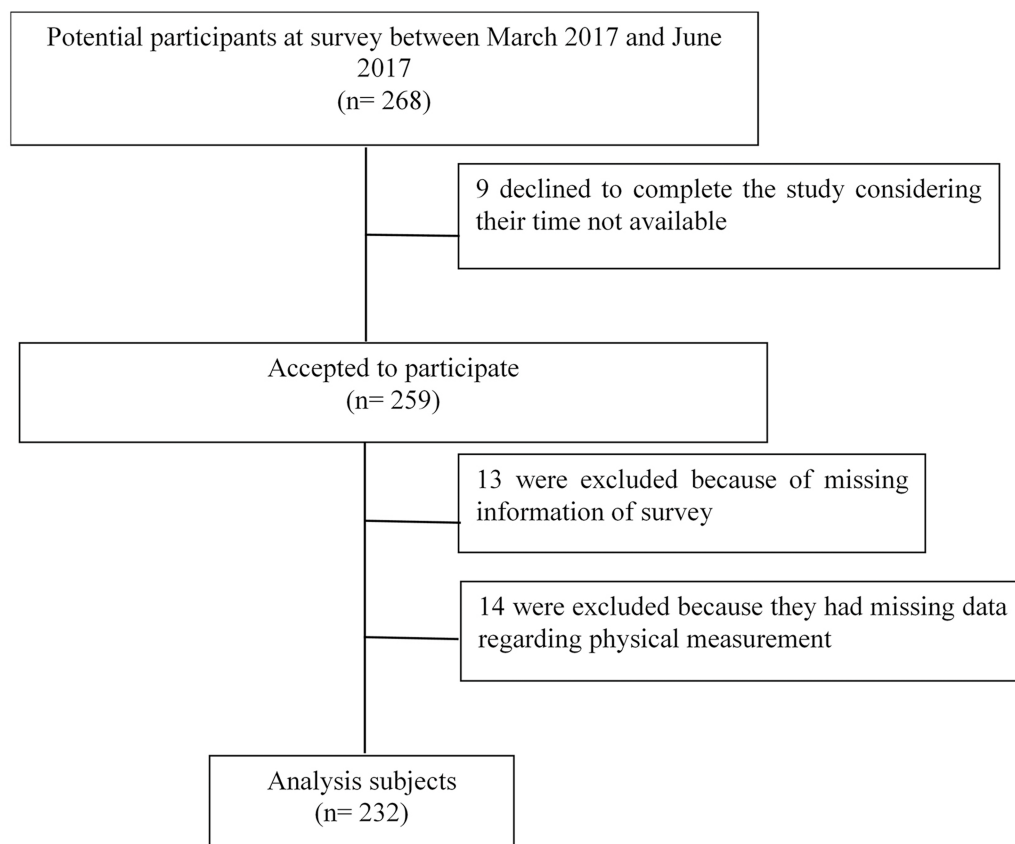 Potential participants at survey between March 2017 and June
2017
(n= 268)
9 declined to complete the study considering
their time not available
Accepted to participate
(n= 259)
13 were excluded because of missing
information of survey
14 were excluded because they had missing data
regarding physical measurement
Analysis subjects
(n= 232)